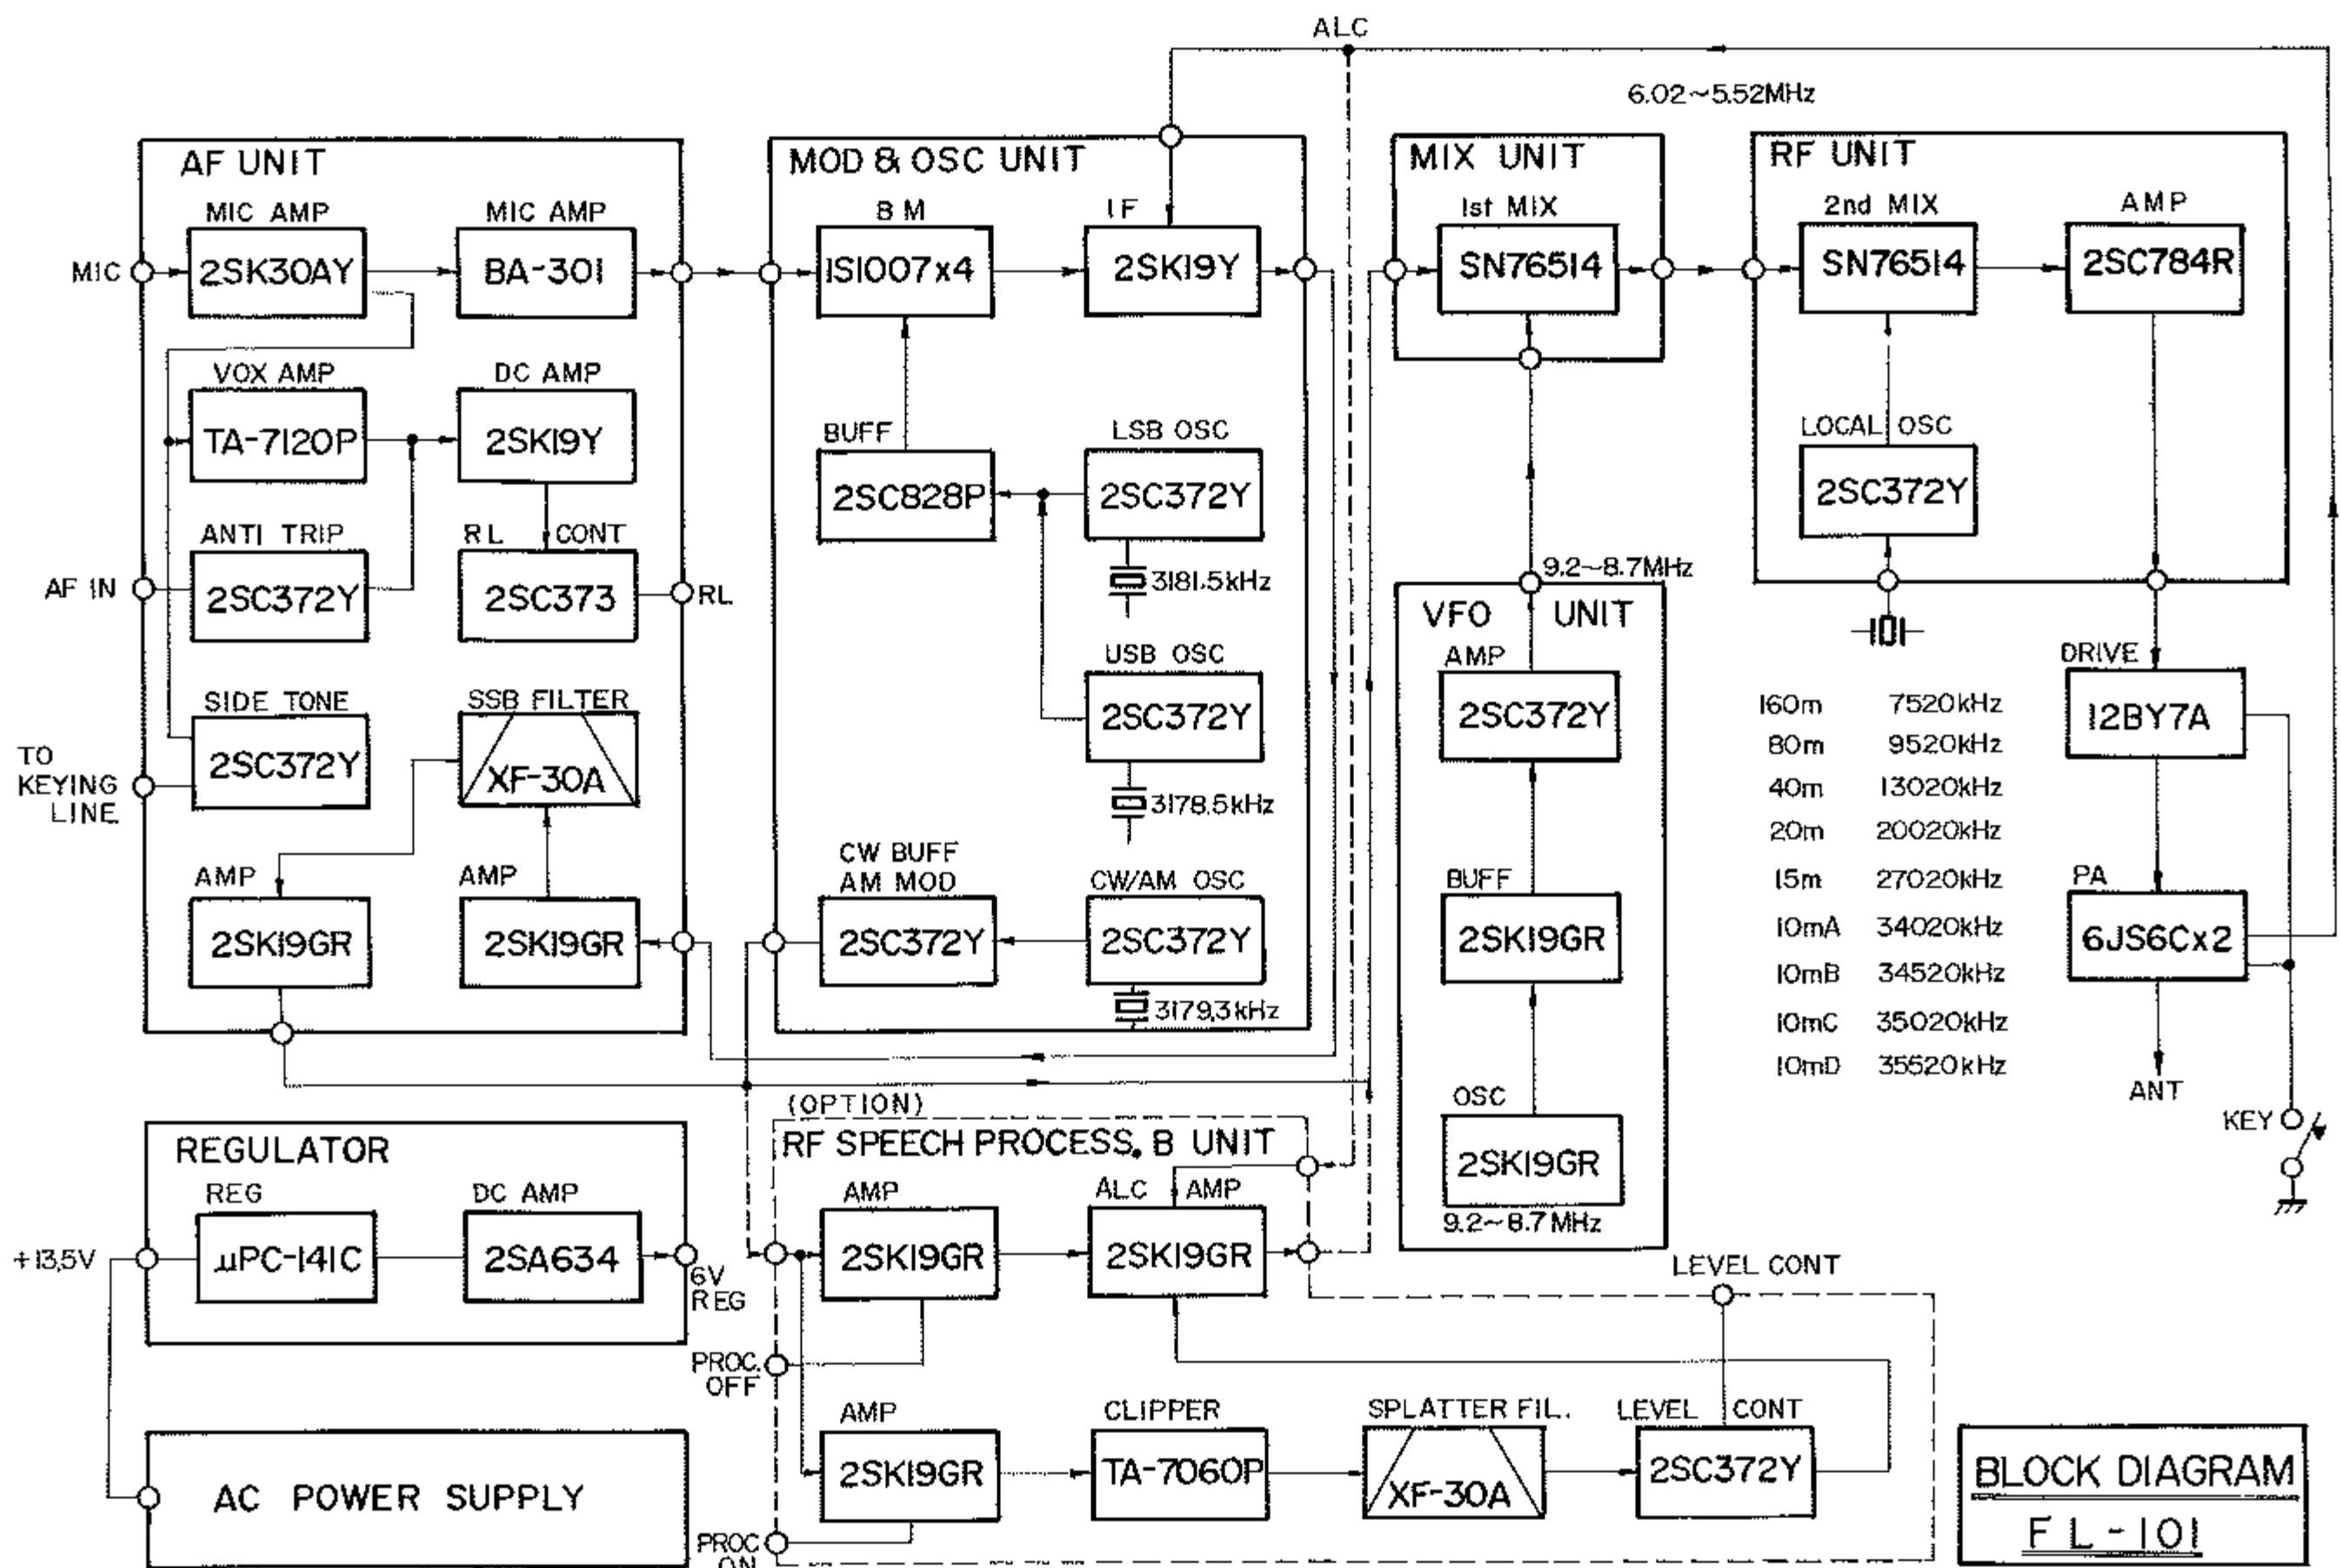 ALC
6.02~5.52MHz
AF UNIT
MIC AMP
MIC AMP
MIC
2SK30AY
BA-301
VOX AMP
DC AMP
TA-7120P
2SK19Y
ANTI TRIP
RL CONT
AF IN
2SC372Y
2SC373
RL
SIDE TONE
SSB FILTER
TO
KEYING
LINE
2SC372Y
XF-30A
AMP
AMP
2SK19GR
2SK19GR
MOD & OSC UNIT
BM
IF
1S1007x4
2SK19Y
BUFF
LSB OSC
2SC828P
2SC372Y
3181.5kHz
USB OSC
2SC372Y
3178.5kHz
CW BUFF
AM MOD
CW/AM OSC
2SC372Y
2SC372Y
3179.3kHz
MIX UNIT
1st MIX
SN76514
9.2~8.7MHz
VFO UNIT
AMP
2SC372Y
BUFF
2SK19GR
OSC
2SK19GR
9.2~8.7MHz
RF UNIT
2nd MIX
AMP
SN76514
2SC784R
LOCAL OSC
2SC372Y
DRIVE
12BY7A
PA
6JS6Cx2
ANT
KEY
160m 7520kHz
80m 9520kHz
40m 13020kHz
20m 20020kHz
15m 27020kHz
10mA 34020kHz
10mB 34520kHz
10mC 35020kHz
10mD 35520kHz
REGULATOR
REG
DC AMP
+13.5V
μPC-141C
2SA634
6V
REG
AC POWER SUPPLY
(OPTION)
RF SPEECH PROCESS. B UNIT
AMP
ALC AMP
2SK19GR
2SK19GR
PROC.
OFF
LEVEL CONT
AMP
CLIPPER
SPLATTER FIL.
LEVEL CONT
2SK19GR
TA-7060P
XF-30A
2SC372Y
PROC
ON
BLOCK DIAGRAM
FL-101